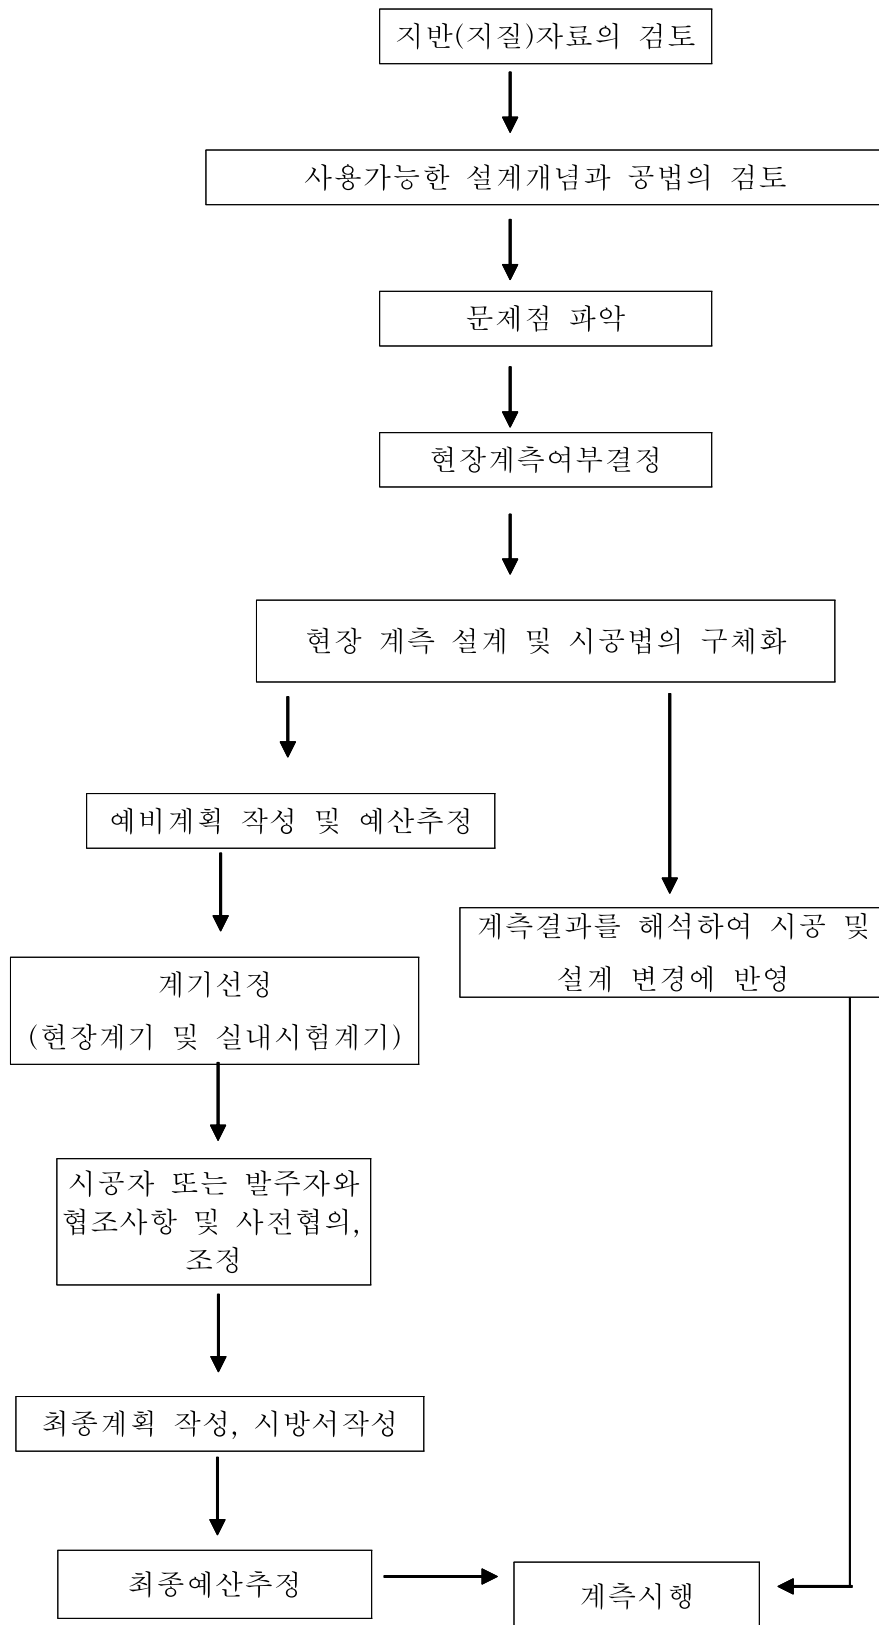 지반(지질)자료의 검토
사용가능한 설계개념과 공법의 검토
문제점 파악
현장계측여부결정
현장 계측 설계 및 시공법의 구체화
예비계획 작성 및 예산추정
계측결과를 해석하여 시공 및
설계 변경에 반영
계기선정
(현장계기 및 실내시험계기)
시공자 또는 발주자와
협조사항 및 사전협의,
조정
최종계획 작성, 시방서작성
최종예산추정
계측시행